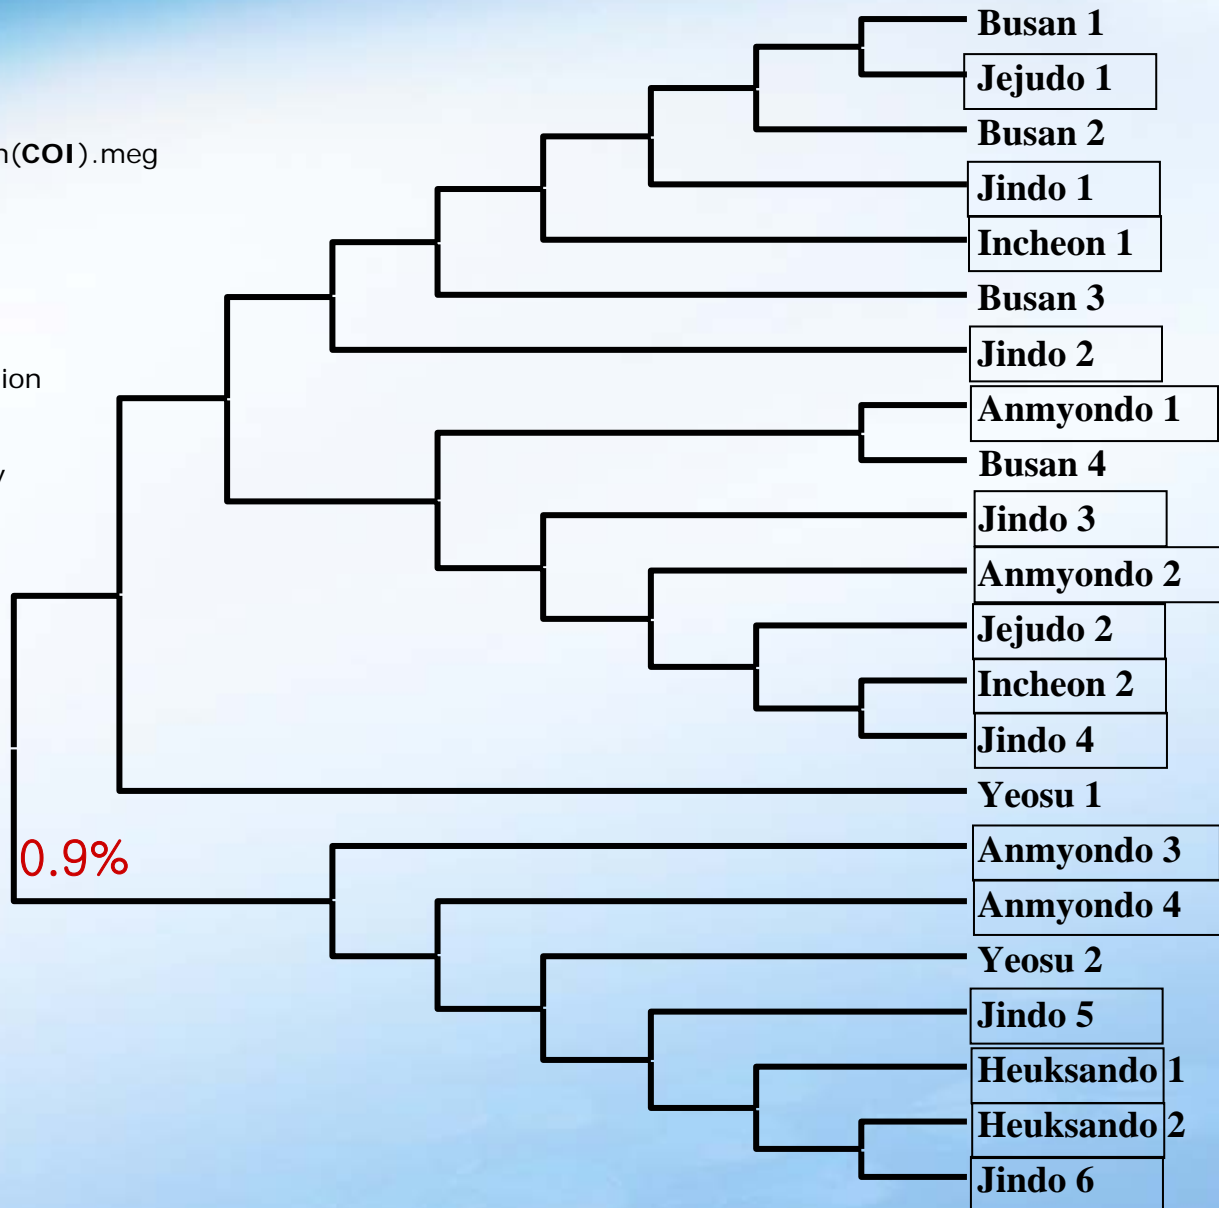 Busan 1
Jejudo 1
Busan 2
n(COI).meg
Jindo 1
Incheon 1
Busan 3
Jindo 2
ion
Anmyondo 1
Busan 4
Jindo 3
Anmyondo 2
Jejudo 2
Incheon 2
Jindo 4
Yeosu 1
0.9%
Anmyondo 3
Anmyondo 4
Yeosu 2
Jindo 5
Heuksando 1
Heuksando 2
Jindo 6